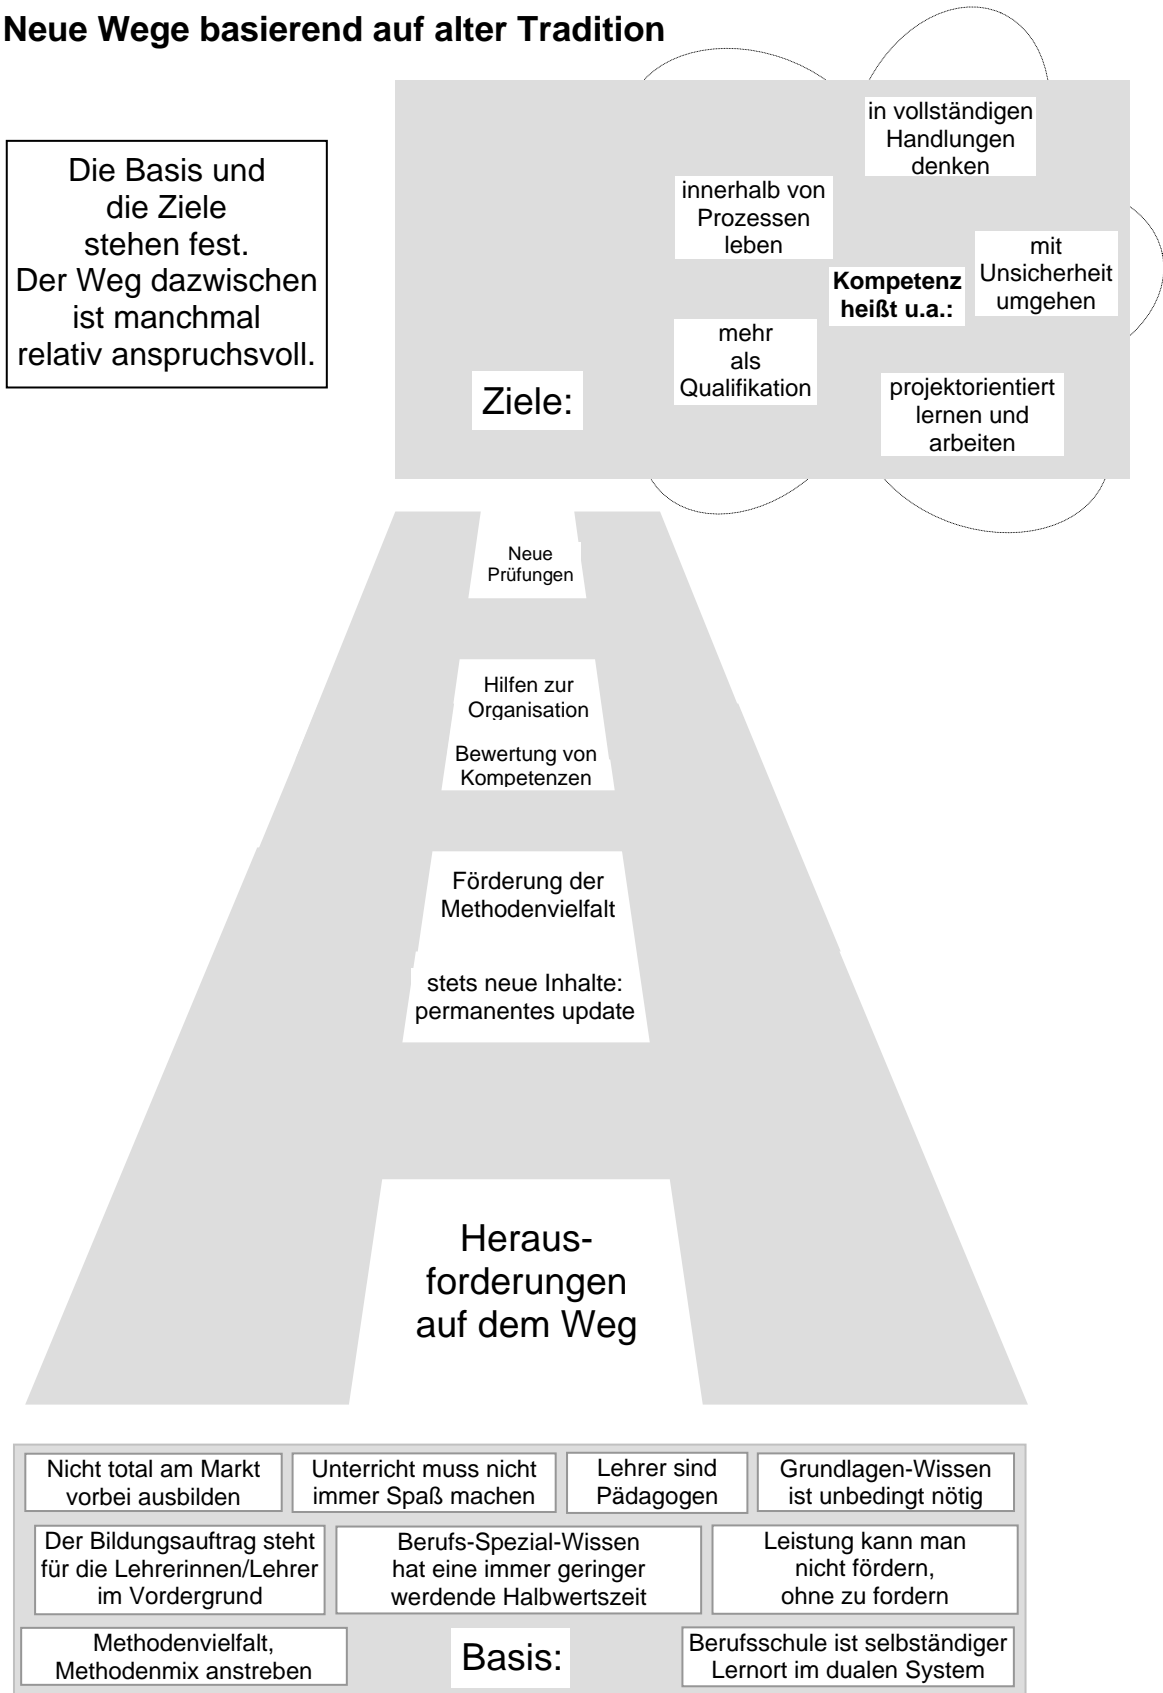 Neue Wege basierend auf alter Tradition
Die Basis und
die Ziele
stehen fest.
Der Weg dazwischen
ist manchmal
relativ anspruchsvoll.
in vollständigen
Handlungen
denken
innerhalb von
Prozessen
leben
mit
Unsicherheit
umgehen
Kompetenz
heißt u.a.:
mehr
als
Qualifikation
Ziele:
projektorientiert
lernen und
arbeiten
Neue
Prüfungen
Hilfen zur
Organisation
Bewertung von
Kompetenzen
Förderung der
Methodenvielfalt
stets neue Inhalte:
permanentes update
Heraus-
forderungen
auf dem Weg
Nicht total am Markt
vorbei ausbilden
Unterricht muss nicht
immer Spaß machen
Lehrer sind
Pädagogen
Grundlagen-Wissen
ist unbedingt nötig
Der Bildungsauftrag steht
für die Lehrerinnen/Lehrer
im Vordergrund
Berufs-Spezial-Wissen
hat eine immer geringer
werdende Halbwertszeit
Leistung kann man
nicht fördern,
ohne zu fordern
Methodenvielfalt,
Methodenmix anstreben
Basis:
Berufsschule ist selbständiger
Lernort im dualen System